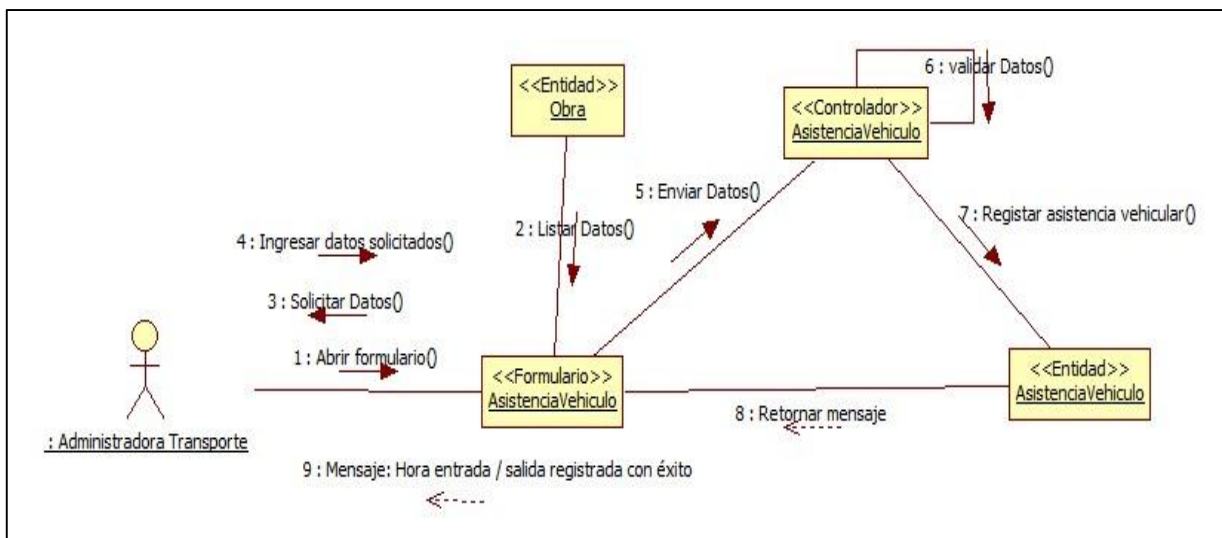 <<Entidad>>
Obra
6 : validar Datos()
<<Controlador>>
AsistenciaVehiculo
5 : Enviar Datos()
7 : Registar asistencia vehicular()
2 : Listar Datos()
4 : Ingresar datos solicitados()
3 : Solicitar Datos()
1 : Abrir formulario()
<<Formulario>>
AsistenciaVehiculo
<<Entidad>>
AsistenciaVehiculo
8 : Retornar mensaje
: Administradora Transporte
9 : Mensaje: Hora entrada / salida registrada con éxito